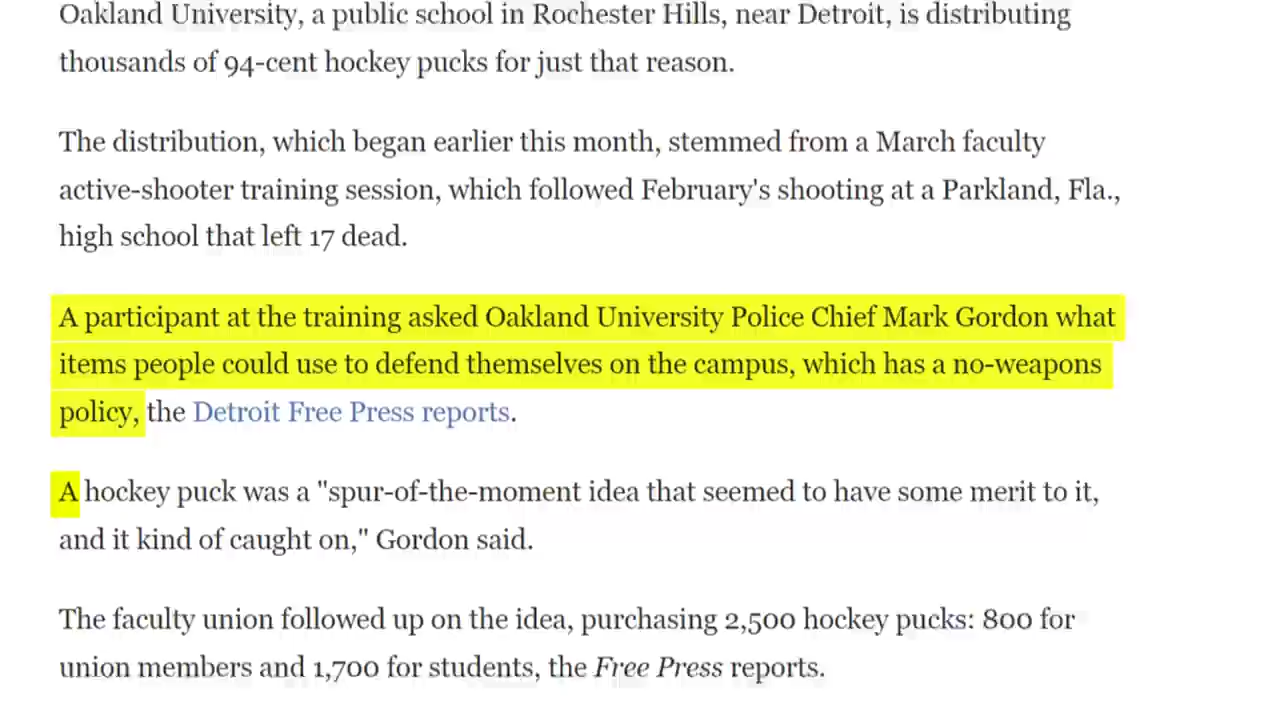 Oakland University, a public school in Rochester Hills, near Detroit, is distributing
thousands of 94-cent hockey pucks for just that reason.
The distribution, which began earlier this month, stemmed from a March faculty
active-shooter training session, which followed February's shooting at a Parkland, Fla.,
high school that left 17 dead.
A participant at the training asked Oakland University Police Chief Mark Gordon what
items people could use to defend themselves on the campus, which has a no-weapons
policy, the Detroit Free Press reports.
A hockey puck was a "spur-of-the-moment idea that seemed to have some merit to it,
and it kind of caught on," Gordon said.
The faculty union followed up on the idea, purchasing 2,500 hockey pucks: 800 for
union members and 1,700 for students, the Free Press reports.